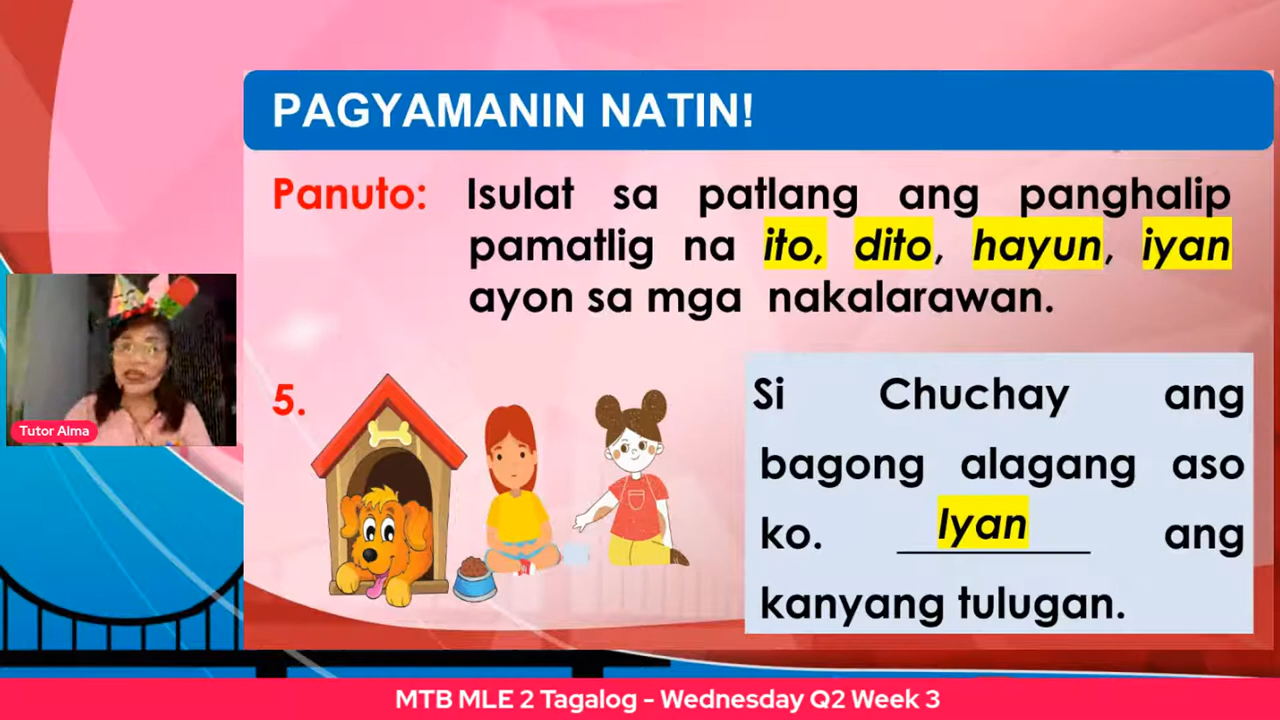 PAGYAMANIN NATIN!
Panuto: Isulat sa patlang ang panghalip
pamatlig na ito, dito, hayun, iyan
ayon sa mga nakalarawan.
5.
Si Chuchay ang
bagong alagang aso
ko. Iyan ang
kanyang tulugan.
Tutor Alma
MTB MLE 2 Tagalog - Wednesday Q2 Week 3